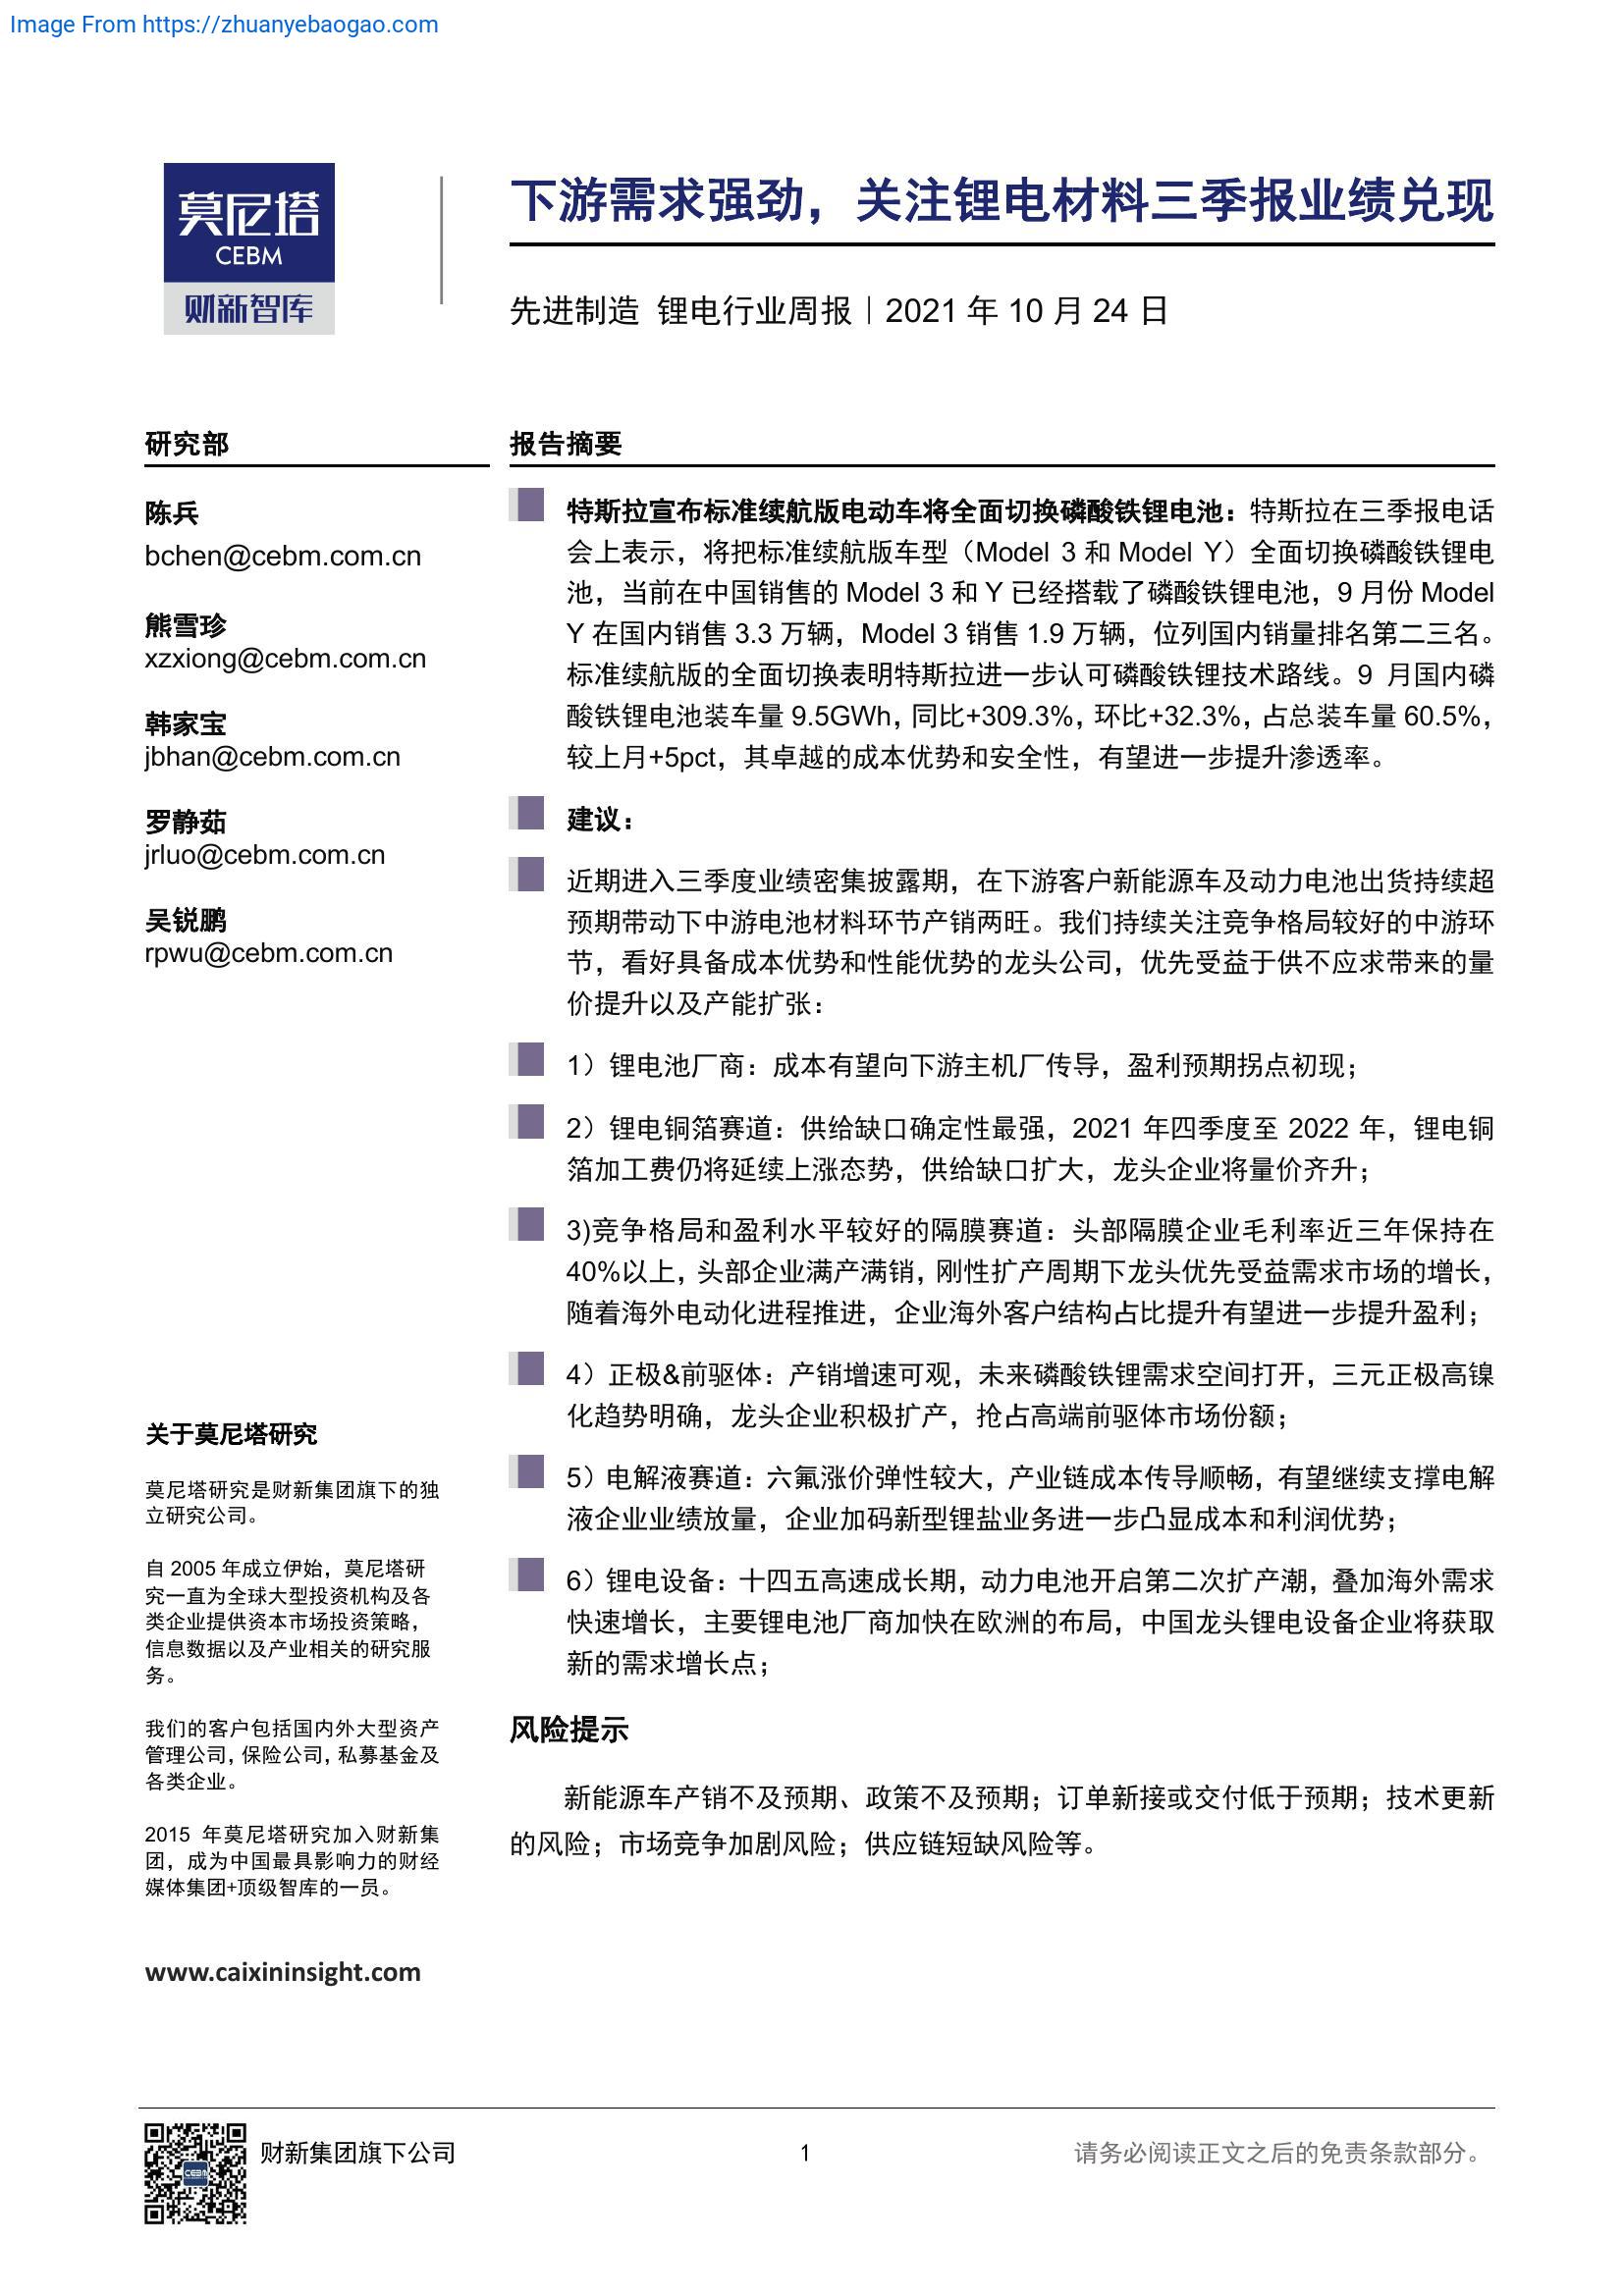 Image From https://zhuanyebaogao.com
莫尼塔
CEBM
财新智库
下游需求强劲，关注锂电材料三季报业绩兑现
先进制造 锂电行业周报｜2021 年 10 月 24 日
研究部
陈兵
bchen@cebm.com.cn
熊雪珍
xzxiong@cebm.com.cn
韩家宝
jbhan@cebm.com.cn
罗静茹
jrluo@cebm.com.cn
吴锐鹏
rpwu@cebm.com.cn
关于莫尼塔研究
莫尼塔研究是财新集团旗下的独
立研究公司。
自 2005 年成立伊始，莫尼塔研
究一直为全球大型投资机构及各
类企业提供资本市场投资策略，
信息数据以及产业相关的研究服
务。
我们的客户包括国内外大型资产
管理公司，保险公司，私募基金及
各类企业。
2015 年莫尼塔研究加入财新集
团，成为中国最具影响力的财经
媒体集团+顶级智库的一员。
www.caixininsight.com
报告摘要
特斯拉宣布标准续航版电动车将全面切换磷酸铁锂电池：特斯拉在三季报电话
会上表示，将把标准续航版车型（Model 3 和 Model Y）全面切换磷酸铁锂电
池，当前在中国销售的 Model 3 和 Y 已经搭载了磷酸铁锂电池，9 月份 Model
Y 在国内销售 3.3 万辆，Model 3 销售 1.9 万辆，位列国内销量排名第二三名。
标准续航版的全面切换表明特斯拉进一步认可磷酸铁锂技术路线。9 月国内磷
酸铁锂电池装车量 9.5GWh，同比+309.3%，环比+32.3%，占总装车量 60.5%，
较上月+5pct，其卓越的成本优势和安全性，有望进一步提升渗透率。
建议：
近期进入三季度业绩密集披露期，在下游客户新能源车及动力电池出货持续超
预期带动下中游电池材料环节产销两旺。我们持续关注竞争格局较好的中游环
节，看好具备成本优势和性能优势的龙头公司，优先受益于供不应求带来的量
价提升以及产能扩张：
1）锂电池厂商：成本有望向下游主机厂传导，盈利预期拐点初现；
2）锂电铜箔赛道：供给缺口确定性最强，2021 年四季度至 2022 年，锂电铜
箔加工费仍将延续上涨态势，供给缺口扩大，龙头企业将量价齐升；
3)竞争格局和盈利水平较好的隔膜赛道：头部隔膜企业毛利率近三年保持在
40%以上，头部企业满产满销，刚性扩产周期下龙头优先受益需求市场的增长，
随着海外电动化进程推进，企业海外客户结构占比提升有望进一步提升盈利；
4）正极&前驱体：产销增速可观，未来磷酸铁锂需求空间打开，三元正极高镍
化趋势明确，龙头企业积极扩产，抢占高端前驱体市场份额；
5）电解液赛道：六氟涨价弹性较大，产业链成本传导顺畅，有望继续支撑电解
液企业业绩放量，企业加码新型锂盐业务进一步凸显成本和利润优势；
6）锂电设备：十四五高速成长期，动力电池开启第二次扩产潮，叠加海外需求
快速增长，主要锂电池厂商加快在欧洲的布局，中国龙头锂电设备企业将获取
新的需求增长点；
风险提示
新能源车产销不及预期、政策不及预期；订单新接或交付低于预期；技术更新
的风险；市场竞争加剧风险；供应链短缺风险等。
CEBM
财新集团旗下公司
1
请务必阅读正文之后的免责条款部分。